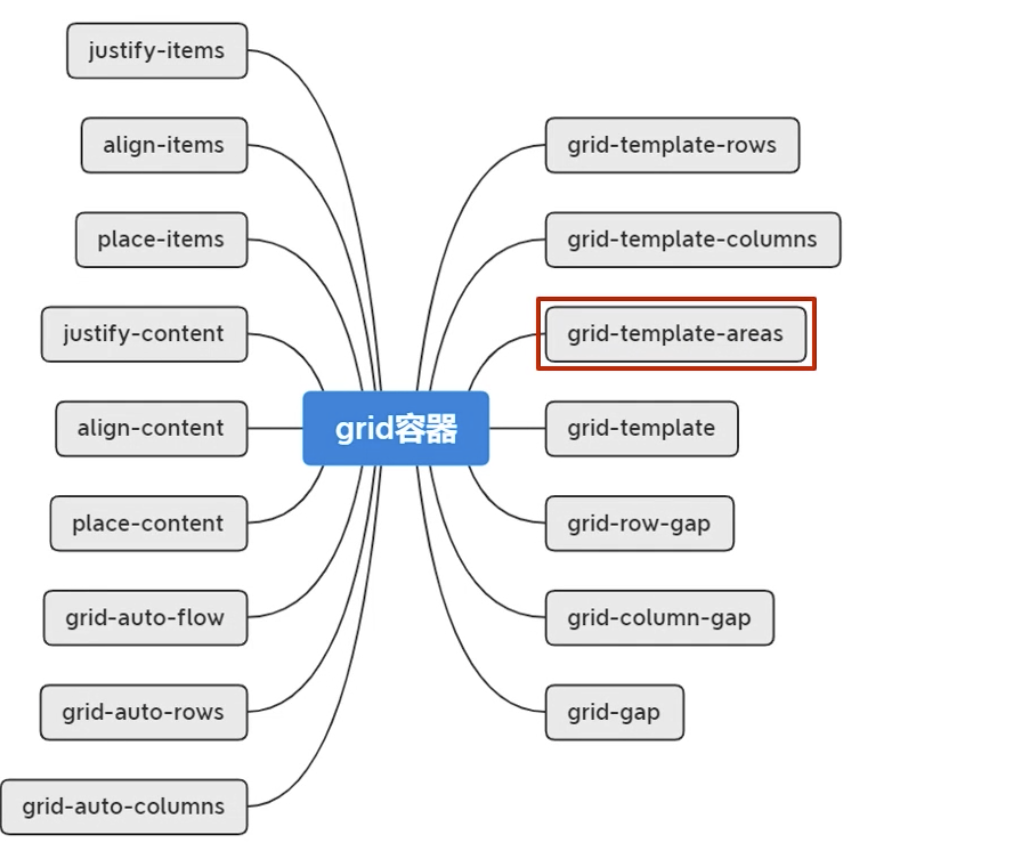 justify-items
align-items
place-items
justify-content
align-content
place-content
grid-auto-flow
grid-auto-rows
grid-auto-columns
grid容器
grid-template-rows
grid-template-columns
grid-template-areas
grid-template
grid-row-gap
grid-column-gap
grid-gap